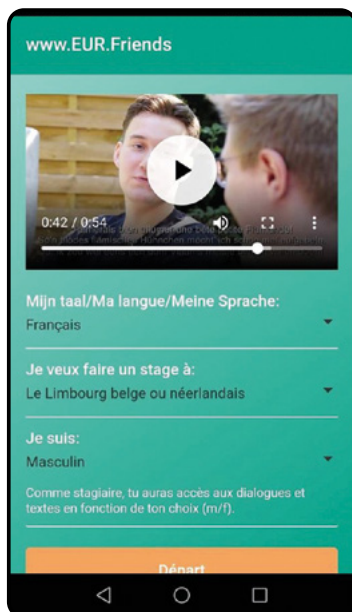 www.EUR.Friends
0:42 / 0:54
Mijn taal/Ma langue/Meine Sprache:
Français
Je veux faire un stage à:
Le Limbourg belge ou néerlandais
Je suis:
Masculin
Comme stagiaire, tu auras accès aux dialogues et
textes en fonction de ton choix (m/f).
Départ